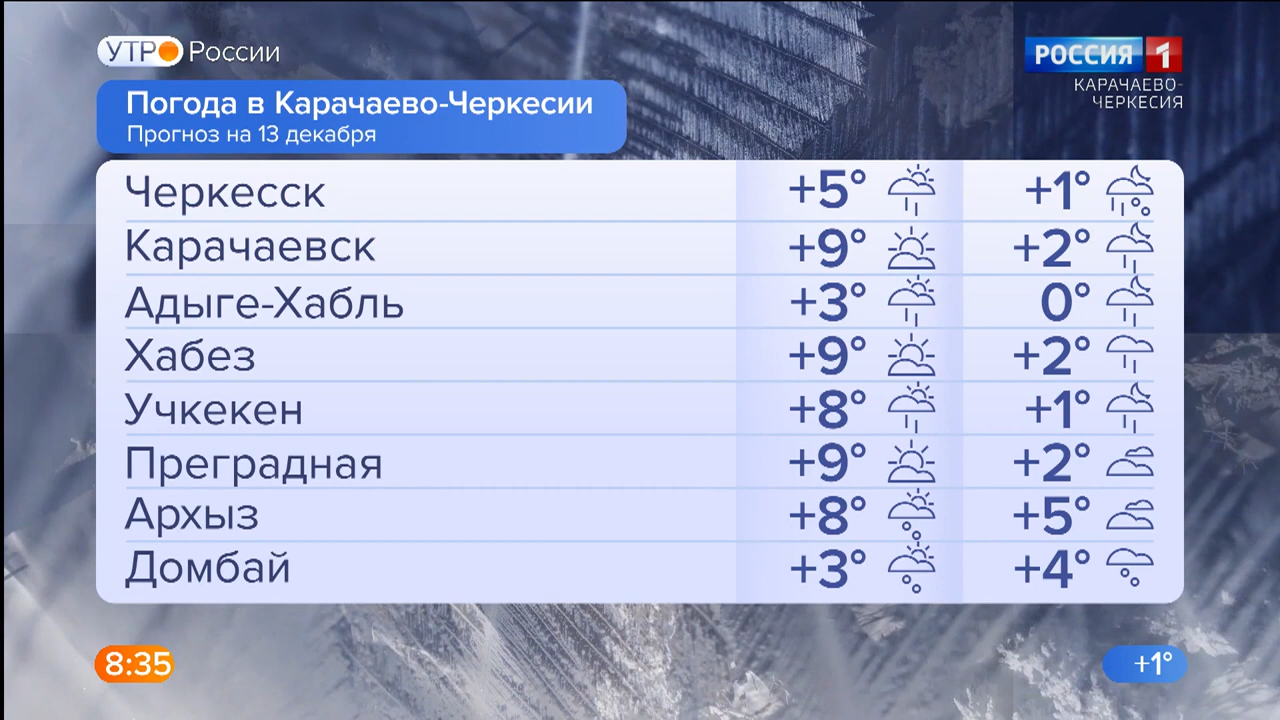 УТРО России
РОССИЯ 1
КАРАЧАЕВО-
ЧЕРКЕСИЯ
Погода в Карачаево-Черкесии
Прогноз на 13 декабря
Черкесск +5° +1°
Карачаевск +9° +2°
Адыге-Хабль +3° 0°
Хабез +9° +2°
Учкекен +8° +1°
Преградная +9° +2°
Архыз +8° +5°
Домбай +3° +4°
8:35 +1°